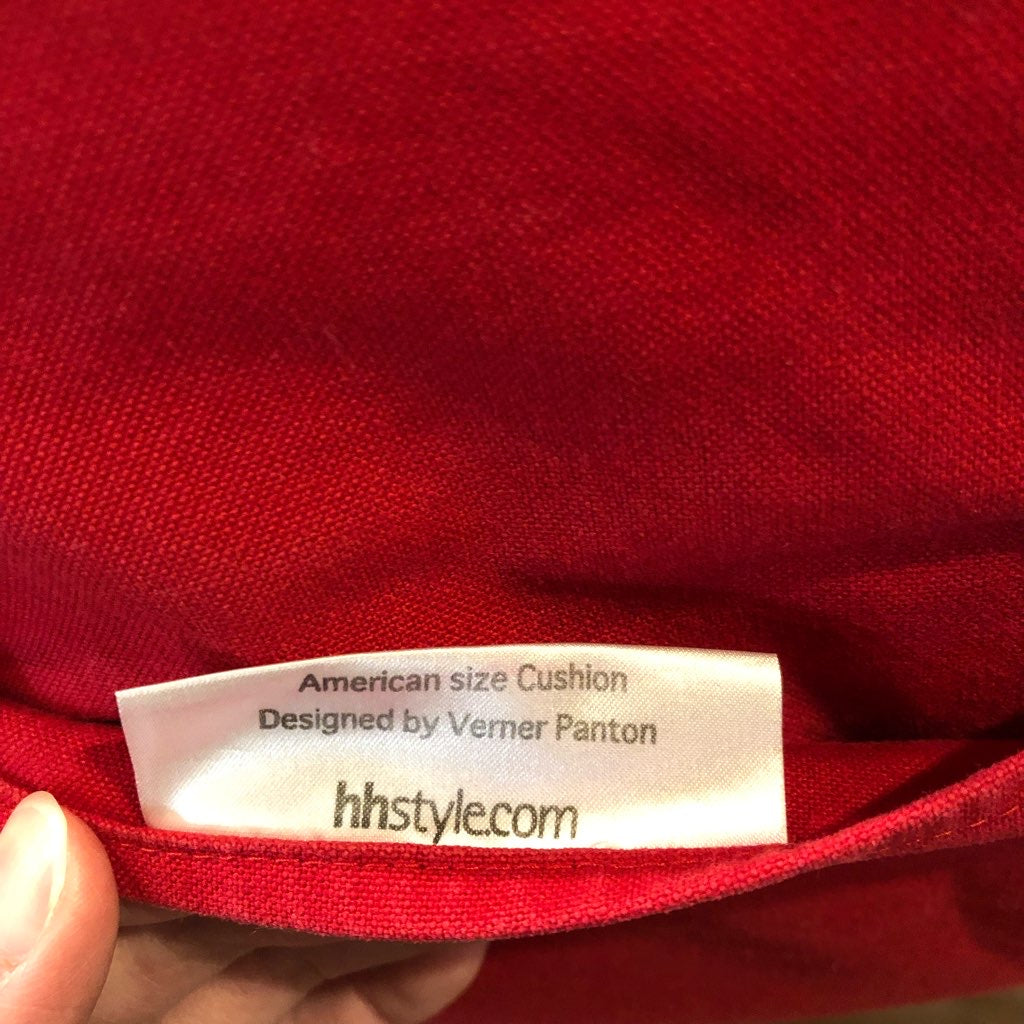 American size Cushion
Designed by Verner Panton
hhstyle.com